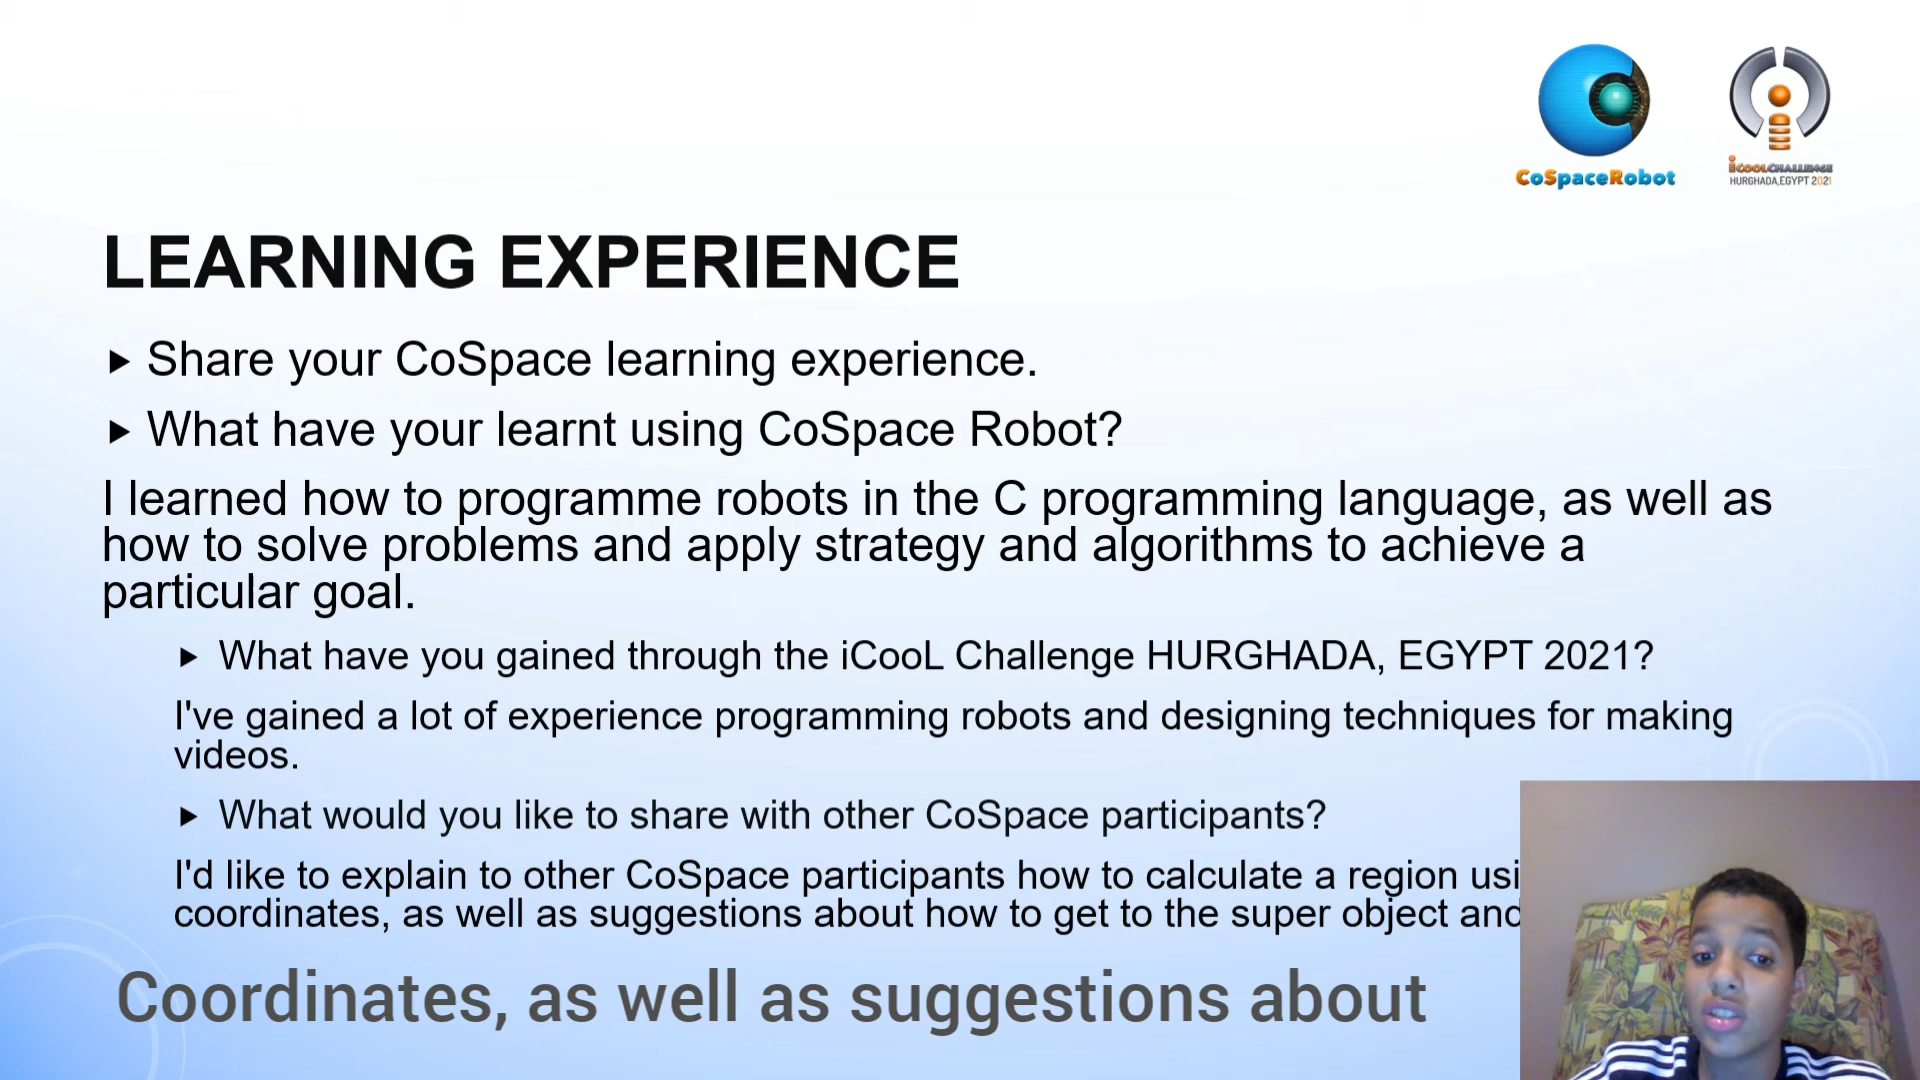 CoSpaceRobot
iCOOLCHALLENGE
HURGHADA,EGYPT 2021
LEARNING EXPERIENCE
Share your CoSpace learning experience.
What have your learnt using CoSpace Robot?
I learned how to programme robots in the C programming language, as well as
how to solve problems and apply strategy and algorithms to achieve a
particular goal.
What have you gained through the iCooL Challenge HURGHADA, EGYPT 2021?
I've gained a lot of experience programming robots and designing techniques for making
videos.
What would you like to share with other CoSpace participants?
I'd like to explain to other CoSpace participants how to calculate a region usi
coordinates, as well as suggestions about how to get to the super object and
Coordinates, as well as suggestions about